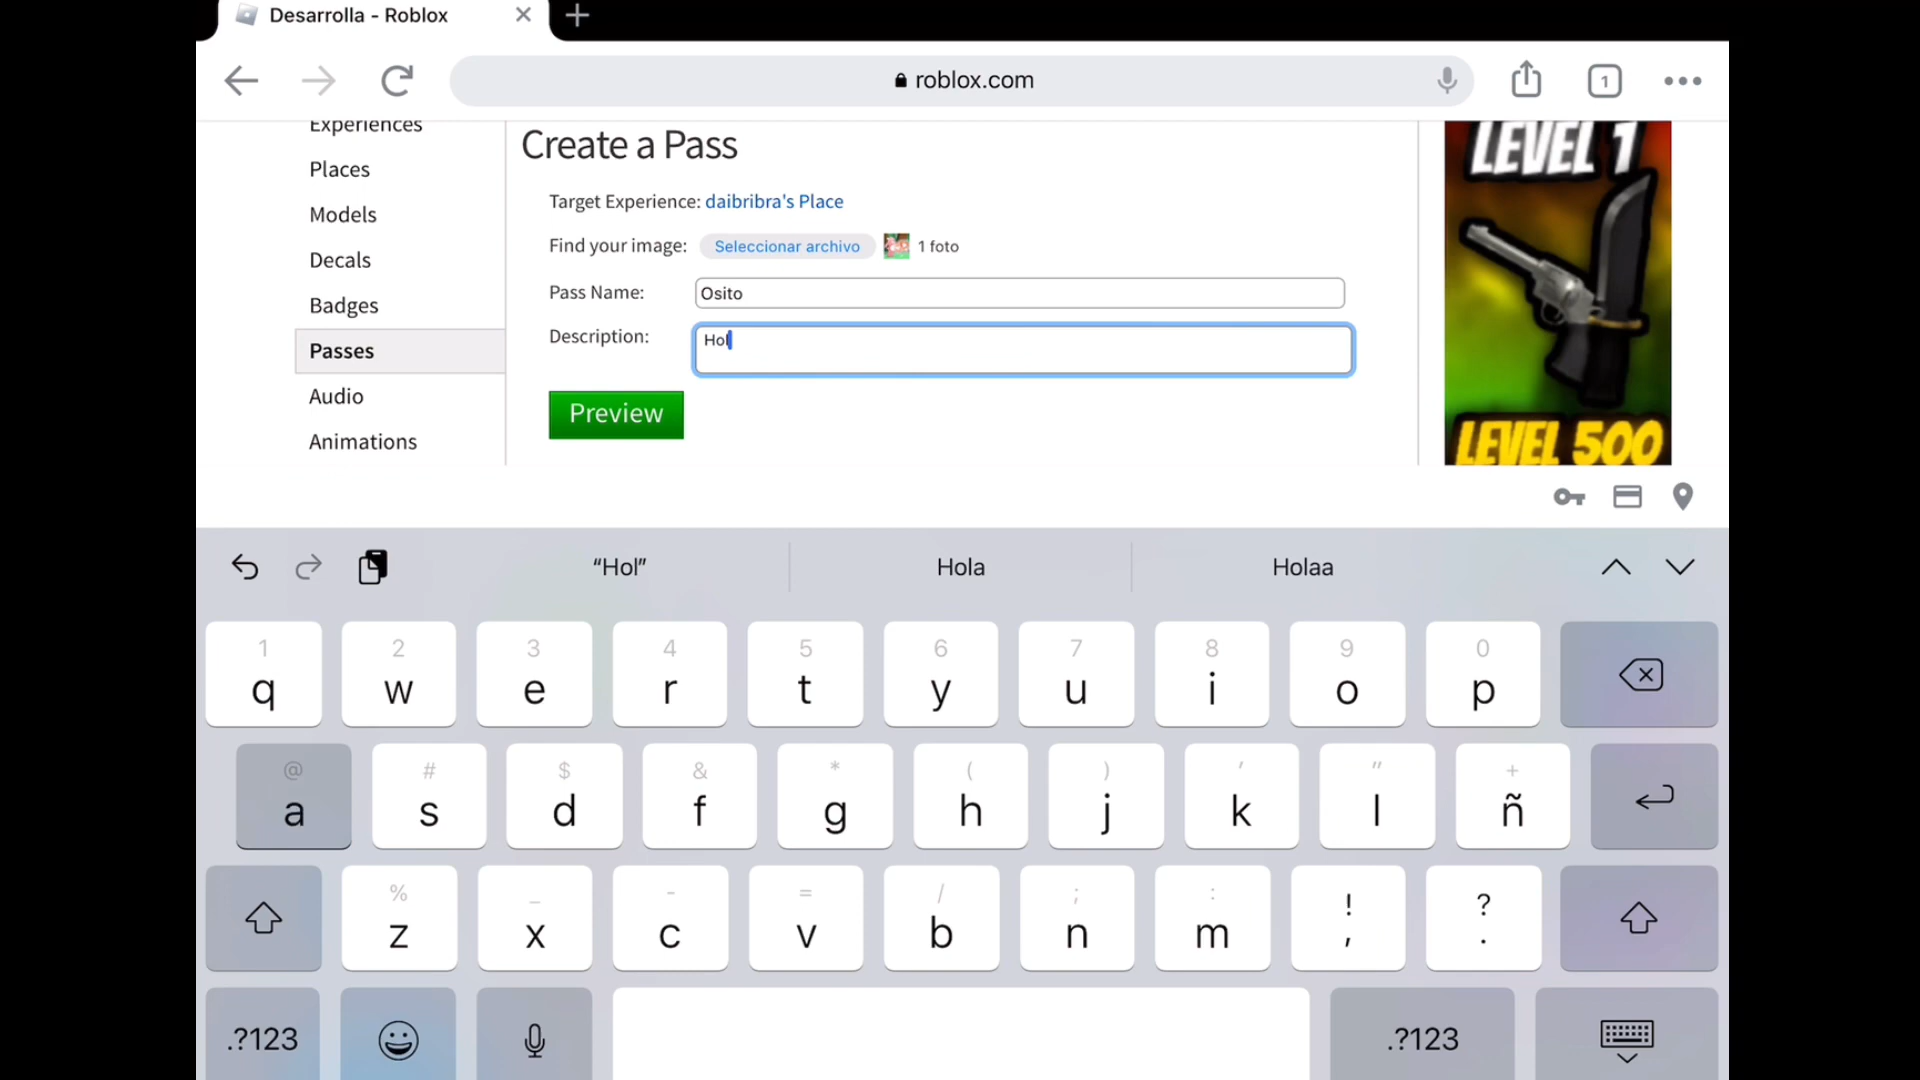 Desarrolla - Roblox
roblox.com
1
Experiences
Places
Models
Decals
Badges
Passes
Audio
Animations
Create a Pass
Target Experience: daibribra's Place
Find your image: Seleccionar archivo 1 foto
Pass Name: Osito
Description: Hol
Preview
LEVEL 1
LEVEL 500
“Hol” Hola Holaa
1 2 3 4 5 6 7 8 9 0
q w e r t y u i o p
@ # $ & * ( ) ' " +
a s d f g h j k l ñ
% _ - = / ; : ! ?
z x c v b n m , .
.?123 .?123